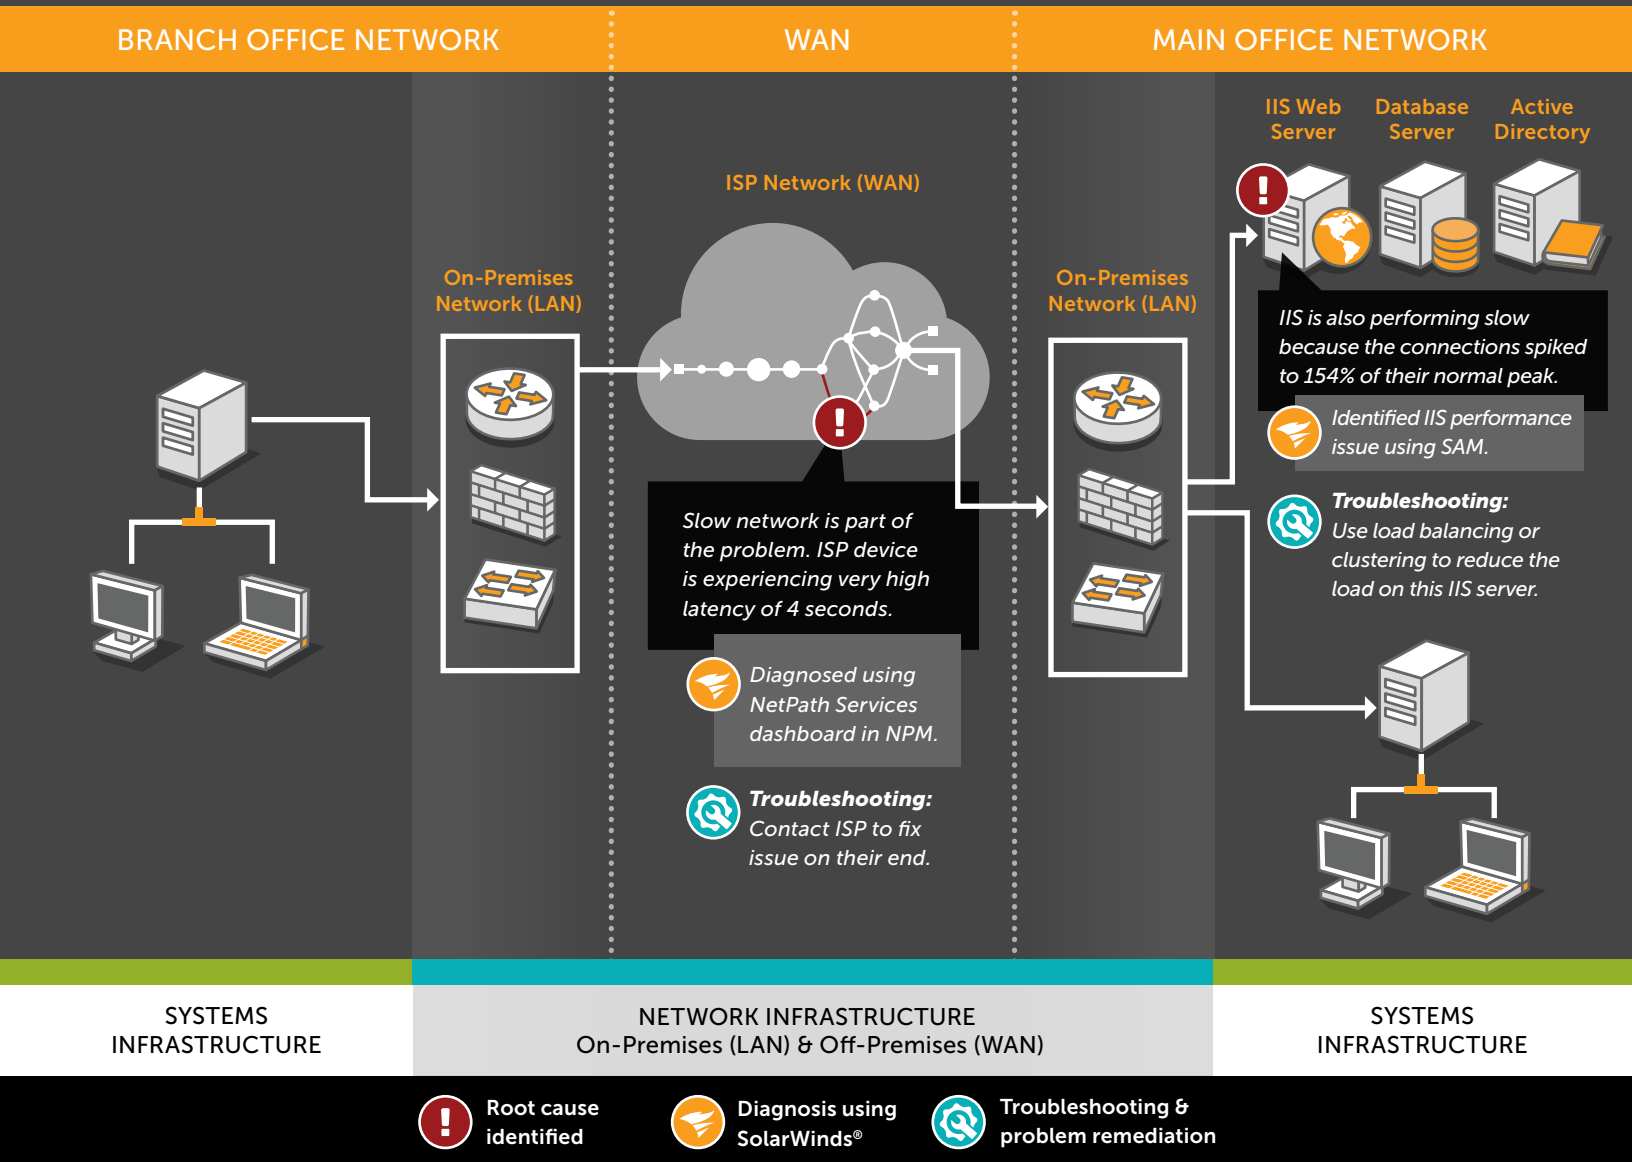 BRANCH OFFICE NETWORK
WAN
MAIN OFFICE NETWORK
IIS Web
Server
Database
Server
Active
Directory
ISP Network (WAN)
On-Premises
Network (LAN)
On-Premises
Network (LAN)
IIS is also performing slow
because the connections spiked
to 154% of their normal peak.
Identified IIS performance
issue using SAM.
Troubleshooting:
Use load balancing or
clustering to reduce the
load on this IIS server.
Slow network is part of
the problem. ISP device
is experiencing very high
latency of 4 seconds.
Diagnosed using
NetPath Services
dashboard in NPM.
Troubleshooting:
Contact ISP to fix
issue on their end.
SYSTEMS
INFRASTRUCTURE
NETWORK INFRASTRUCTURE
On-Premises (LAN) & Off-Premises (WAN)
SYSTEMS
INFRASTRUCTURE
Root cause
identified
Diagnosis using
SolarWinds®
Troubleshooting &
problem remediation